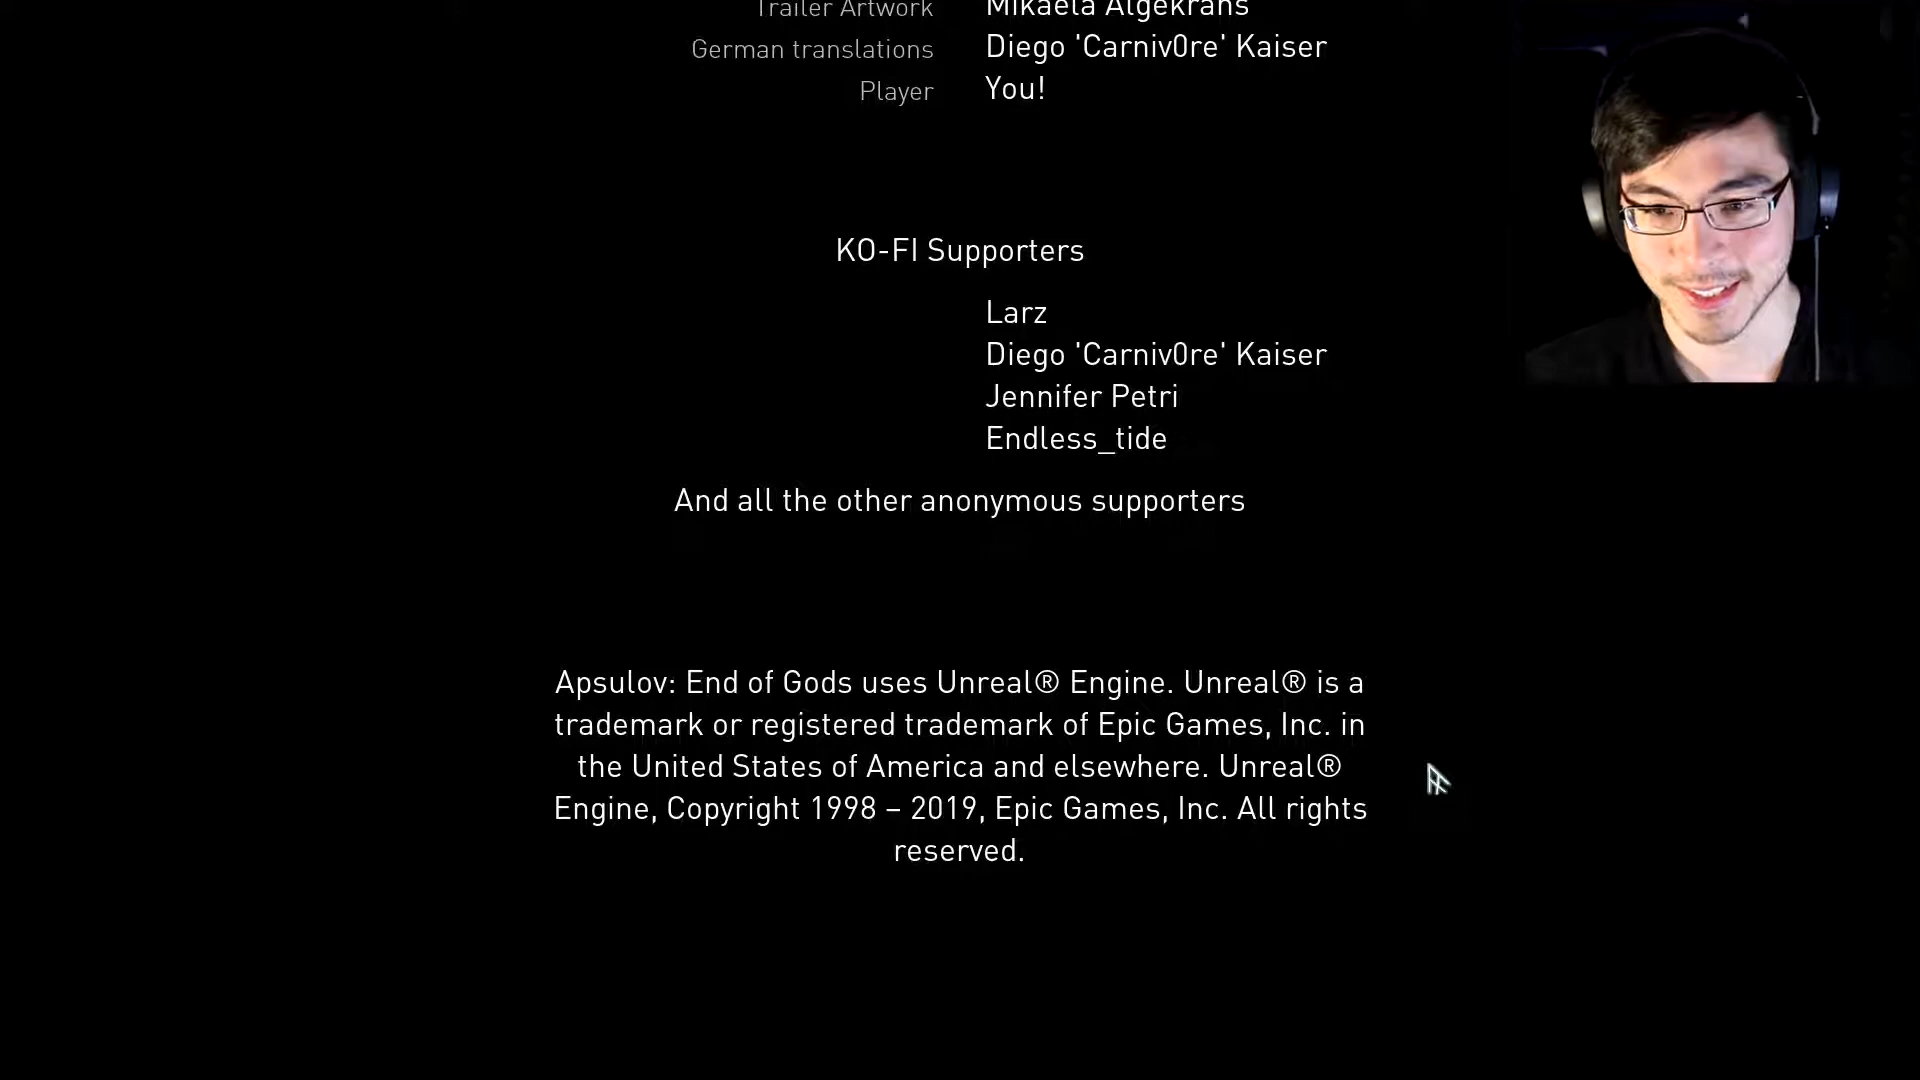 Trailer Artwork Mikaela Algekrans
German translations Diego 'Carniv0re' Kaiser
Player You!
KO-FI Supporters
Larz
Diego 'Carniv0re' Kaiser
Jennifer Petri
Endless_tide
And all the other anonymous supporters
Apsulov: End of Gods uses Unreal® Engine. Unreal® is a
trademark or registered trademark of Epic Games, Inc. in
the United States of America and elsewhere. Unreal®
Engine, Copyright 1998 – 2019, Epic Games, Inc. All rights
reserved.